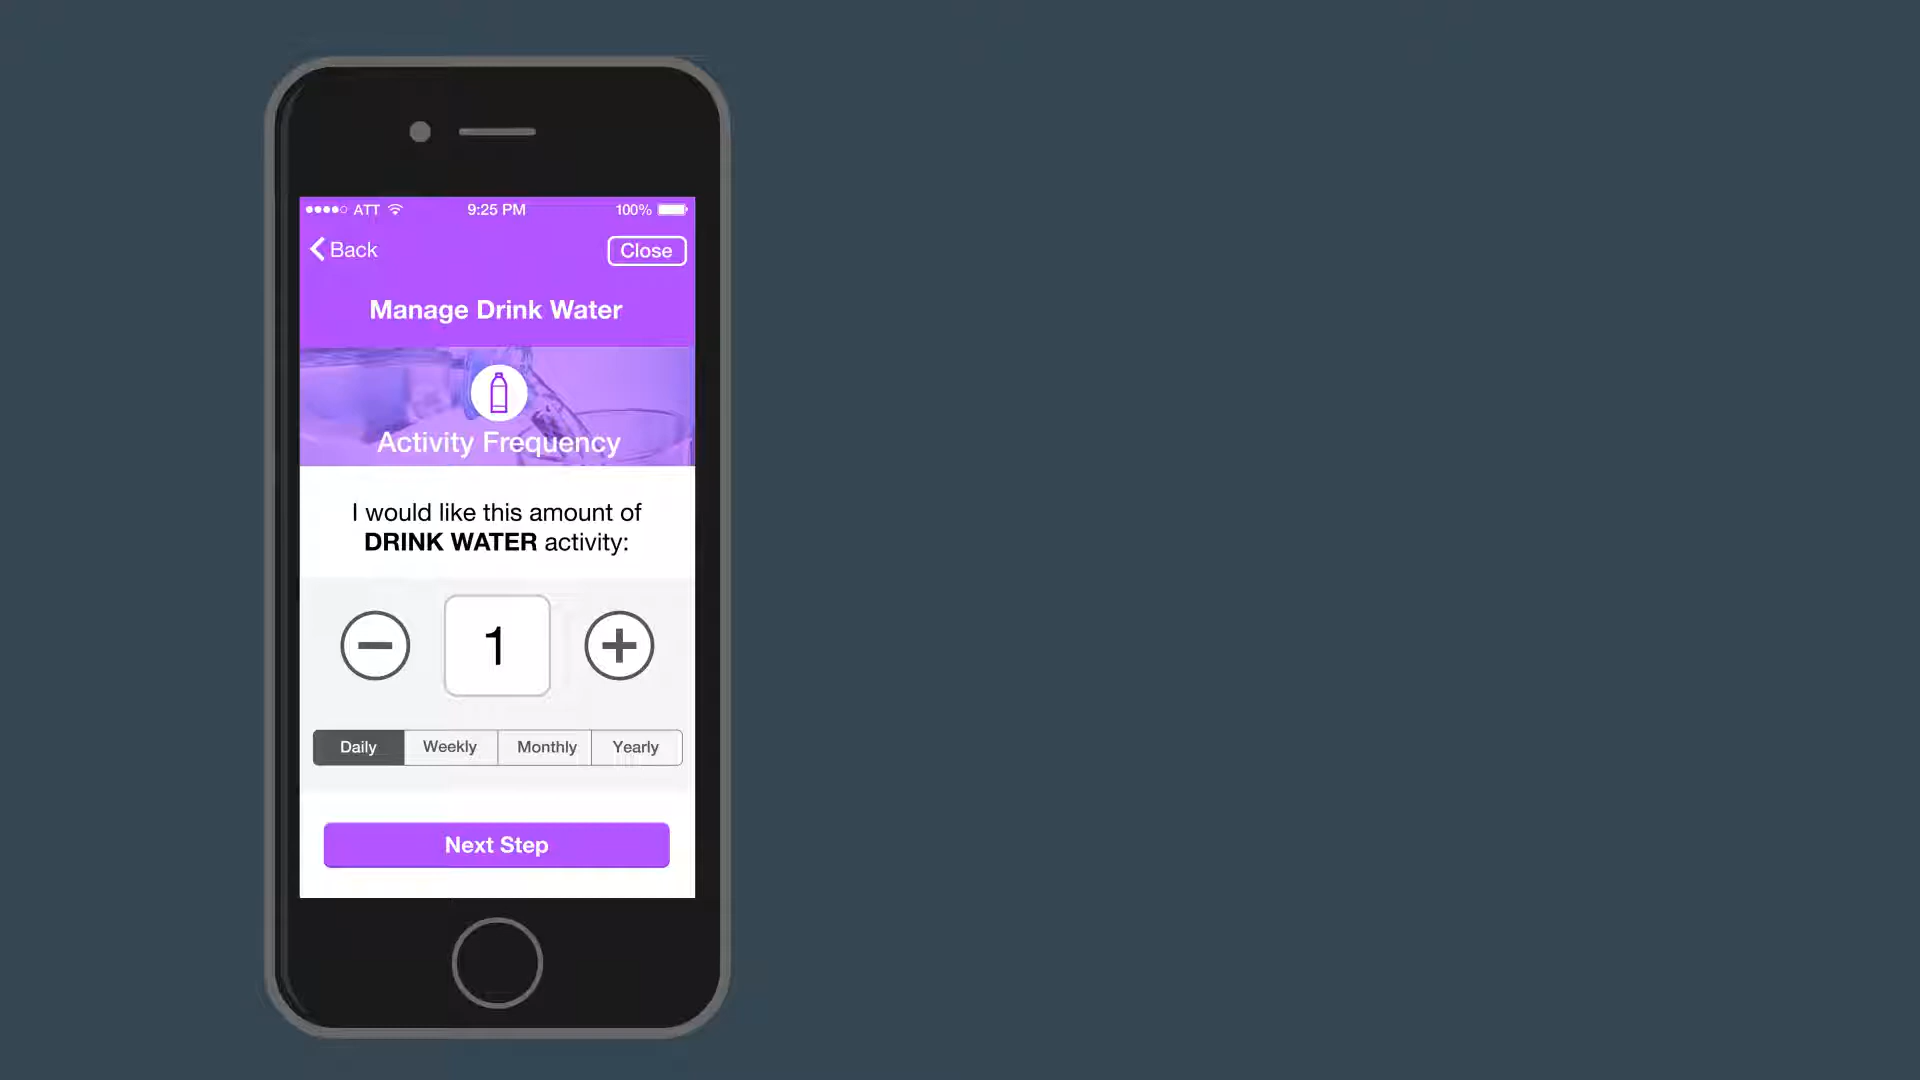 ATT 9:25 PM 100%
Back Close
Manage Drink Water
Activity Frequency
I would like this amount of
DRINK WATER activity:
1
Daily Weekly Monthly Yearly
Next Step